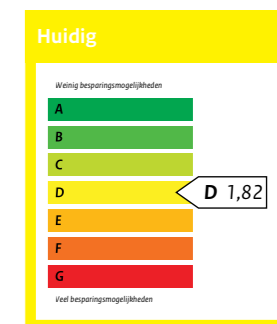 Huidig
Weinig besparingsmogelijkheden
A
B
C
D
D 1,82
E
F
G
Veel besparingsmogelijkheden